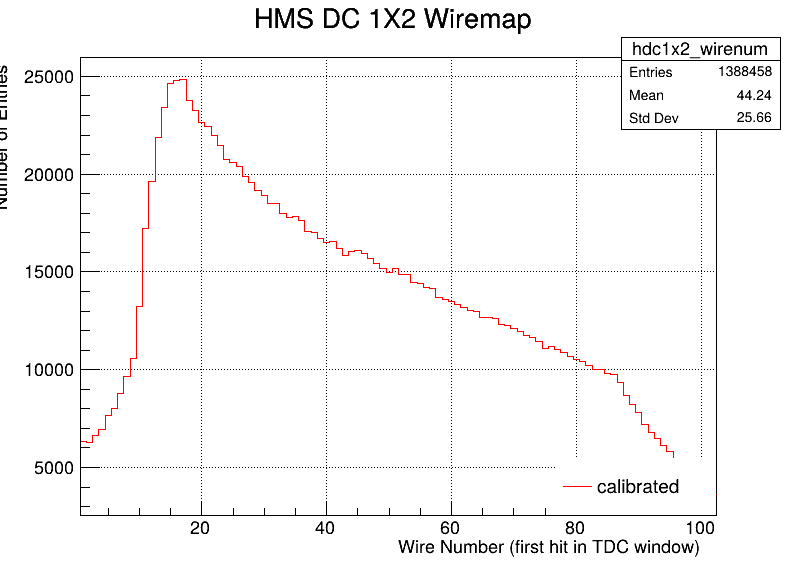 HMS DC 1X2 Wiremap
hdc1x2_wirenum
Entries 1388458
Mean 44.24
Std Dev 25.66
Number of Entries
25000
20000
15000
10000
5000
calibrated
20 40 60 80 100
Wire Number (first hit in TDC window)